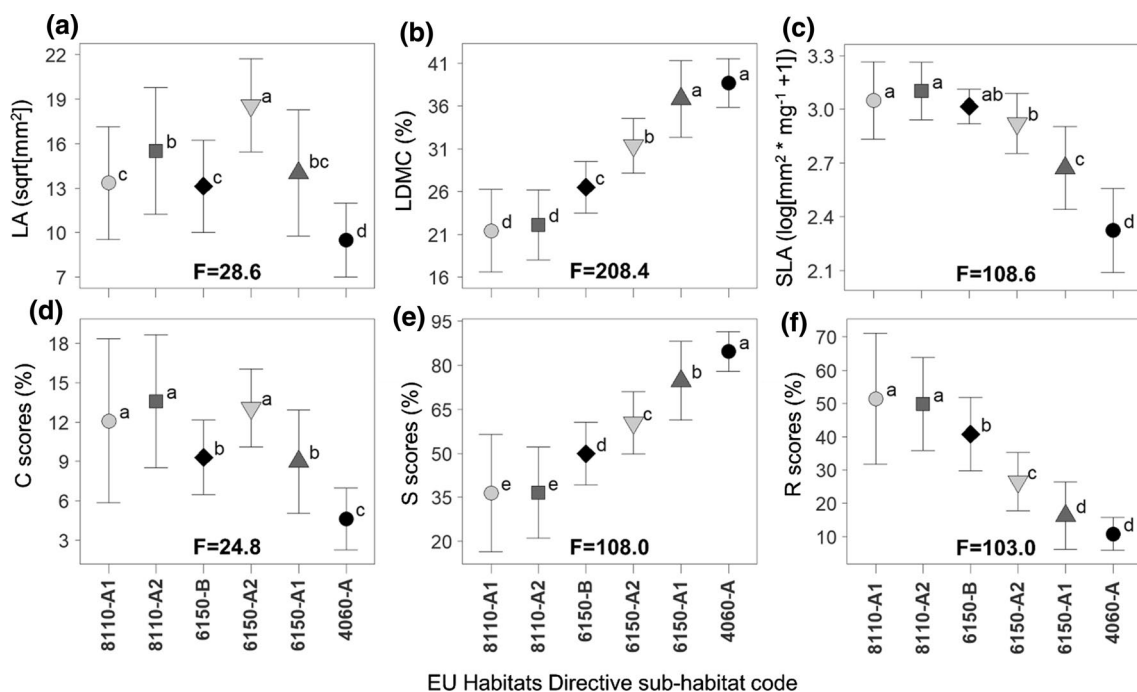 (a)
LA (sqrt[mm²])
22
19
16
13
10
7
c
b
c
a
bc
d
F=28.6
(b)
LDMC (%)
41
36
31
26
21
16
d
d
c
b
a
a
F=208.4
(c)
SLA (log[mm² * mg⁻¹ +1])
3.3
3.0
2.7
2.4
2.1
a
a
ab
b
c
d
F=108.6
(d)
C scores (%)
18
15
12
9
6
3
a
a
b
a
b
c
F=24.8
8110-A1
8110-A2
6150-B
6150-A2
6150-A1
4060-A
(e)
S scores (%)
95
80
65
50
35
20
e
e
d
c
b
a
F=108.0
8110-A1
8110-A2
6150-B
6150-A2
6150-A1
4060-A
(f)
R scores (%)
70
60
50
40
30
20
10
a
a
b
c
d
d
F=103.0
8110-A1
8110-A2
6150-B
6150-A2
6150-A1
4060-A
EU Habitats Directive sub-habitat code